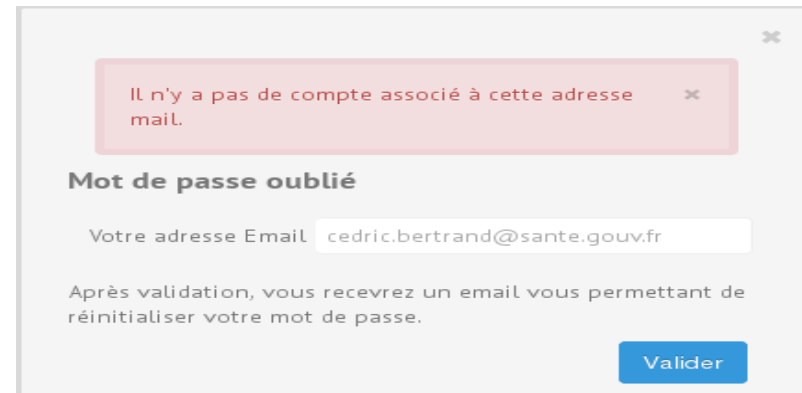 Il n'y a pas de compte associé à cette adresse
mail.
Mot de passe oublié
Votre adresse Email cedric.bertrand@sante.gouv.fr
Après validation, vous recevrez un email vous permettant de
réinitialiser votre mot de passe.
Valider